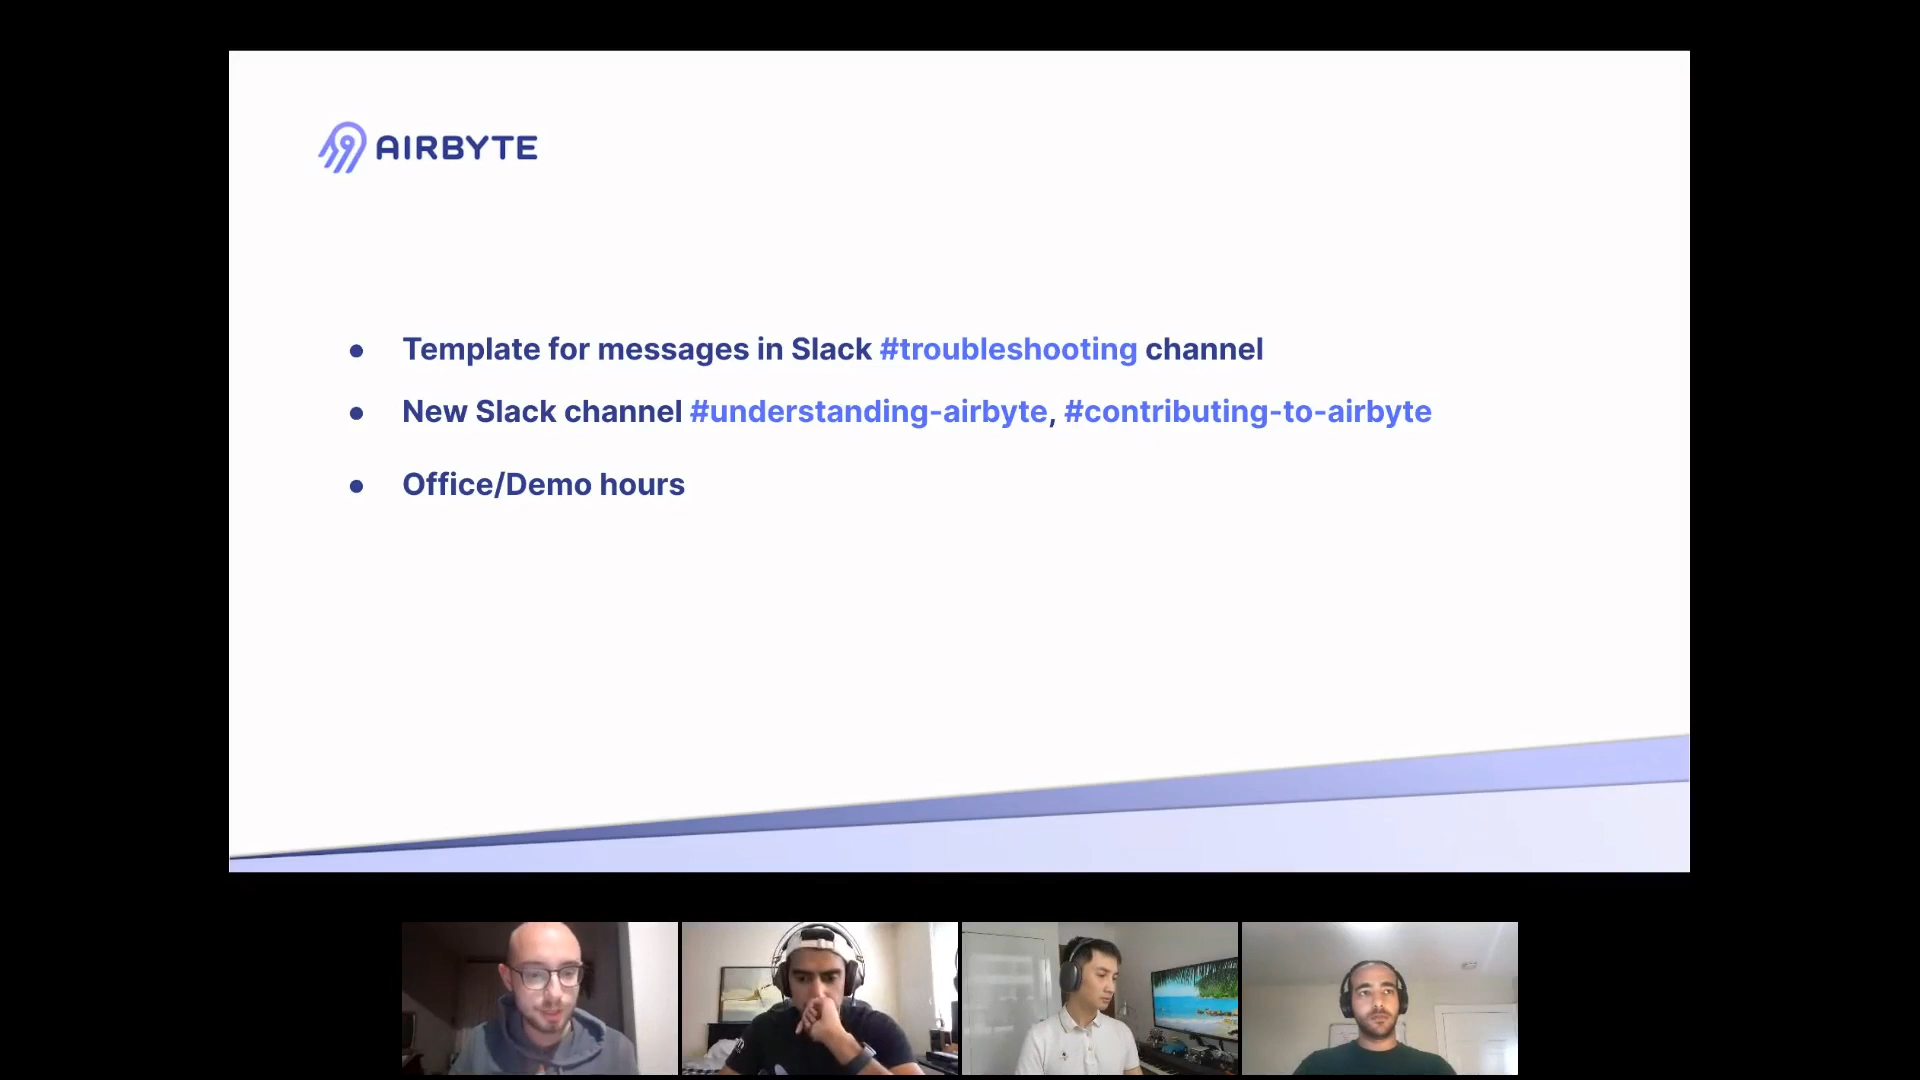 AIRBYTE
● Template for messages in Slack #troubleshooting channel
● New Slack channel #understanding-airbyte, #contributing-to-airbyte
● Office/Demo hours